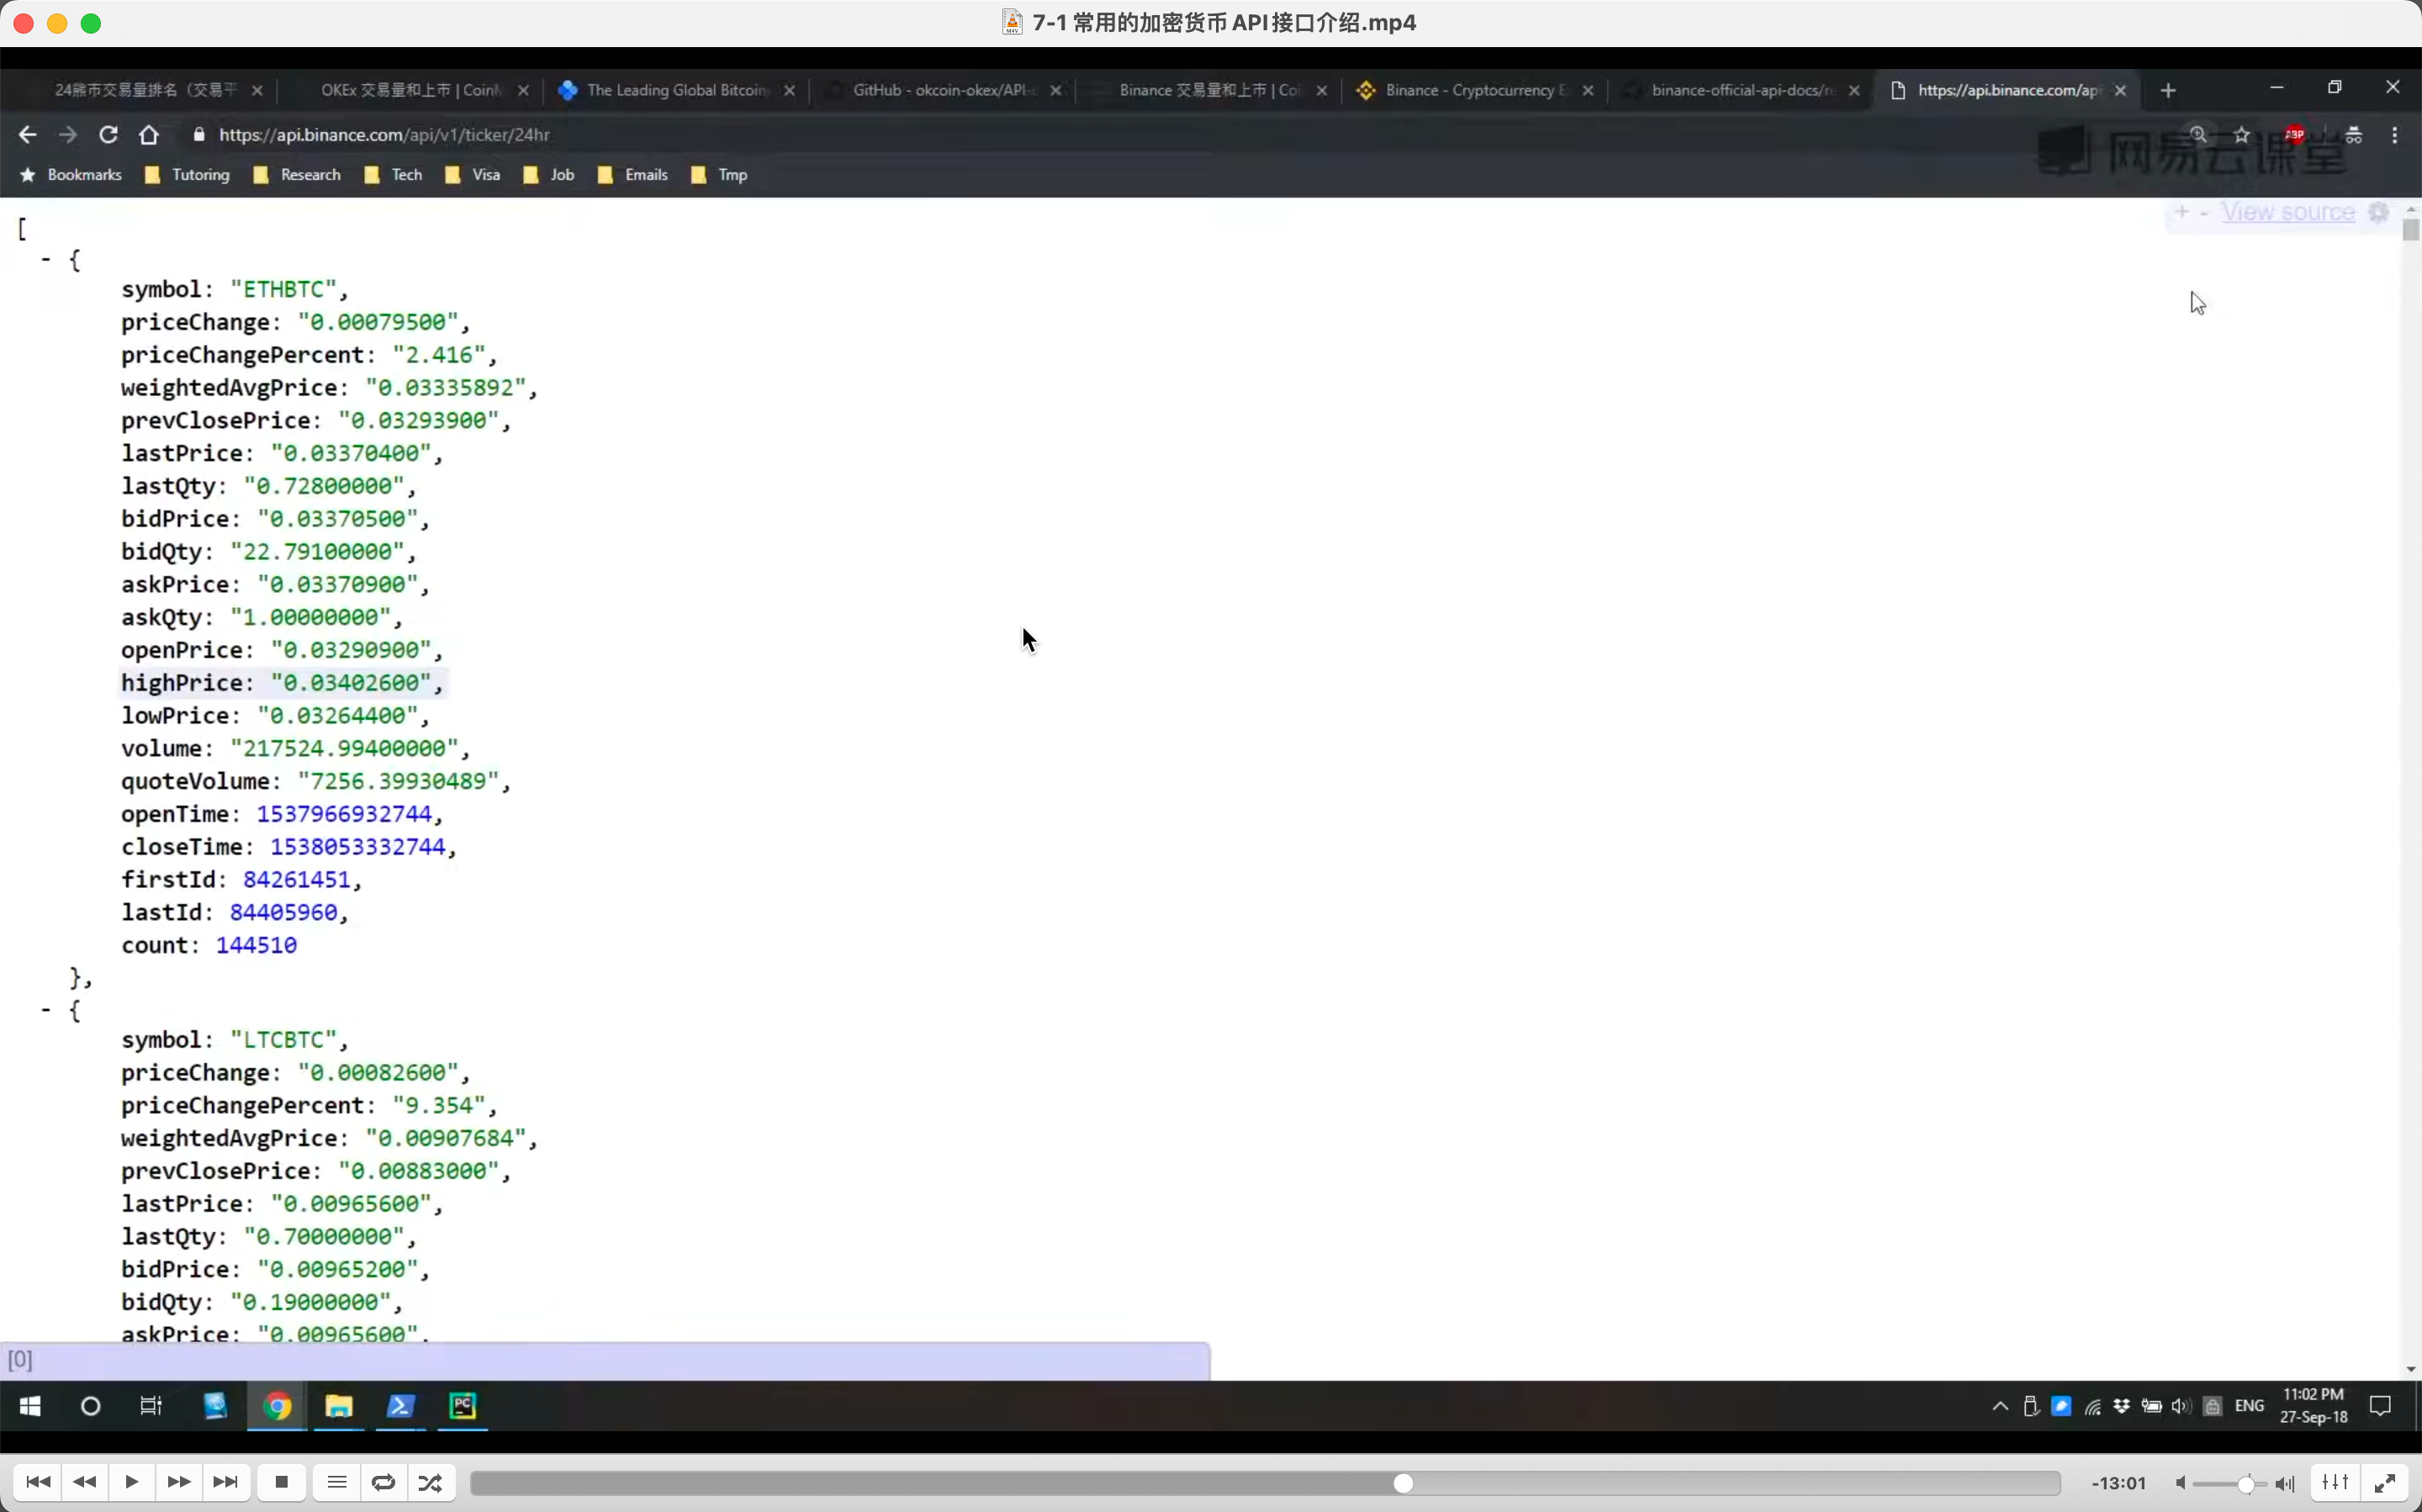 7-1 常用的加密货币 API 接口介绍.mp4
24熊市交易量排名（交易平
OKEx 交易量和上市 | CoinM
The Leading Global Bitcoin
GitHub - okcoin-okex/API-
Binance 交易量和上市 | Coi
Binance - Cryptocurrency E
binance-official-api-docs/re
https://api.binance.com/ap
https://api.binance.com/api/v1/ticker/24hr
ABP
网易云课堂
Bookmarks
Tutoring
Research
Tech
Visa
Job
Emails
Tmp
+ - View source
[
- {
symbol: "ETHBTC",
priceChange: "0.00079500",
priceChangePercent: "2.416",
weightedAvgPrice: "0.03335892",
prevClosePrice: "0.03293900",
lastPrice: "0.03370400",
lastQty: "0.72800000",
bidPrice: "0.03370500",
bidQty: "22.79100000",
askPrice: "0.03370900",
askQty: "1.00000000",
openPrice: "0.03290900",
highPrice: "0.03402600",
lowPrice: "0.03264400",
volume: "217524.99400000",
quoteVolume: "7256.39930489",
openTime: 1537966932744,
closeTime: 1538053332744,
firstId: 84261451,
lastId: 84405960,
count: 144510
},
- {
symbol: "LTCBTC",
priceChange: "0.00082600",
priceChangePercent: "9.354",
weightedAvgPrice: "0.00907684",
prevClosePrice: "0.00883000",
lastPrice: "0.00965600",
lastQty: "0.70000000",
bidPrice: "0.00965200",
bidQty: "0.19000000",
askPrice: "0.00965600",
[0]
PC
ENG
11:02 PM
27-Sep-18
-13:01